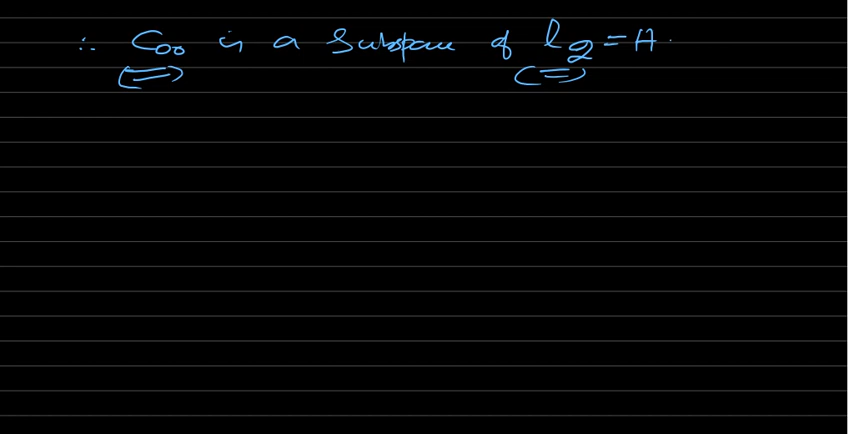 ∴ C₀₀ is a subspace of l₂ = H.